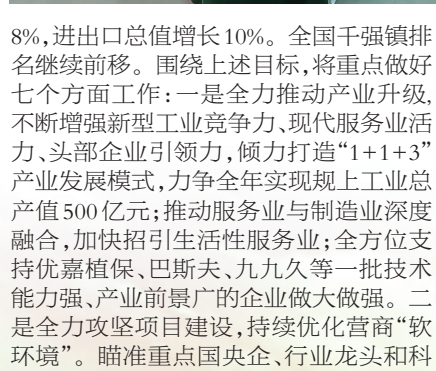 8%,进出口总值增长10%。全国千强镇排
名继续前移。围绕上述目标,将重点做好
七个方面工作:一是全力推动产业升级,
不断增强新型工业竞争力、现代服务业活
力、头部企业引领力,倾力打造“1+1+3”
产业发展模式,力争全年实现规上工业总
产值500亿元;推动服务业与制造业深度
融合,加快招引生活性服务业;全方位支
持优嘉植保、巴斯夫、九九久等一批技术
能力强、产业前景广的企业做大做强。二
是全力攻坚项目建设,持续优化营商“软
环境”。瞄准重点国央企、行业龙头和科